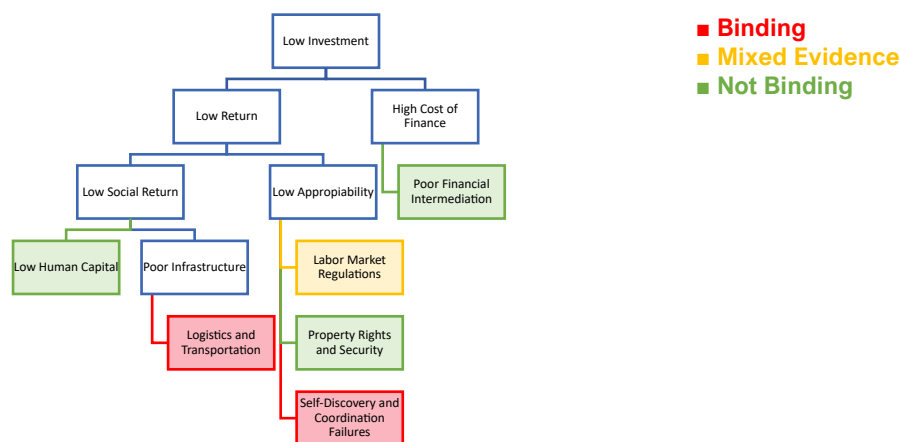 Low Investment
■ Binding
■ Mixed Evidence
■ Not Binding
Low Return
High Cost of
Finance
Low Social Return
Low Appropiability
Poor Financial
Intermediation
Low Human Capital
Poor Infrastructure
Labor Market
Regulations
Logistics and
Transportation
Property Rights
and Security
Self-Discovery and
Coordination
Failures